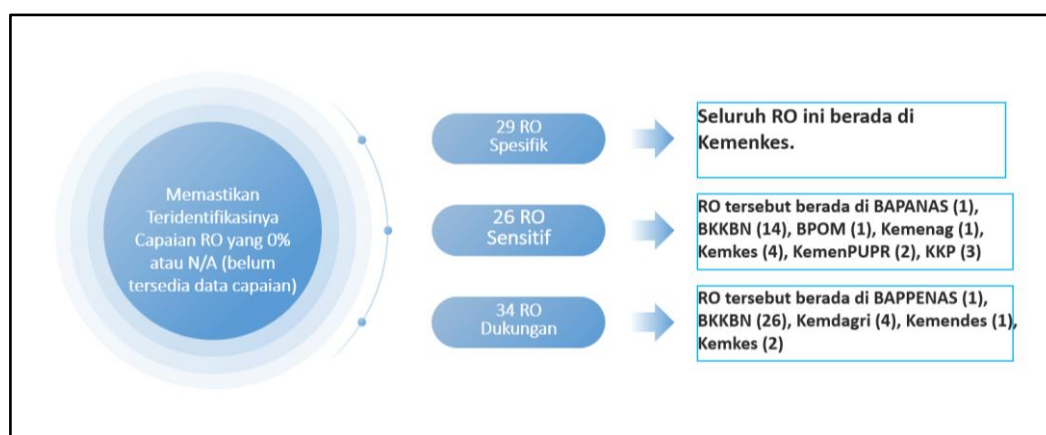 Memastikan
Teridentifikasinya
Capaian RO yang 0%
atau N/A (belum
tersedia data capaian)
29 RO
Spesifik
Seluruh RO ini berada di
Kemenkes.
26 RO
Sensitif
RO tersebut berada di BAPANAS (1),
BKKBN (14), BPOM (1), Kemenag (1),
Kemkes (4), KemenPUPR (2), KKP (3)
34 RO
Dukungan
RO tersebut berada di BAPPENAS (1),
BKKBN (26), Kemdagri (4), Kemendes (1),
Kemkes (2)